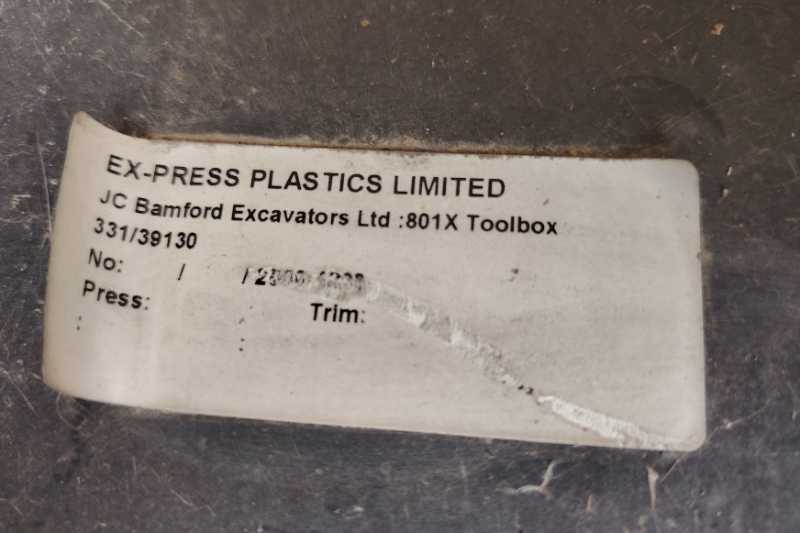 EX-PRESS PLASTICS LIMITED
JC Bamford Excavators Ltd :801X Toolbox
331/39130
No: / /
Press: Trim:
: :